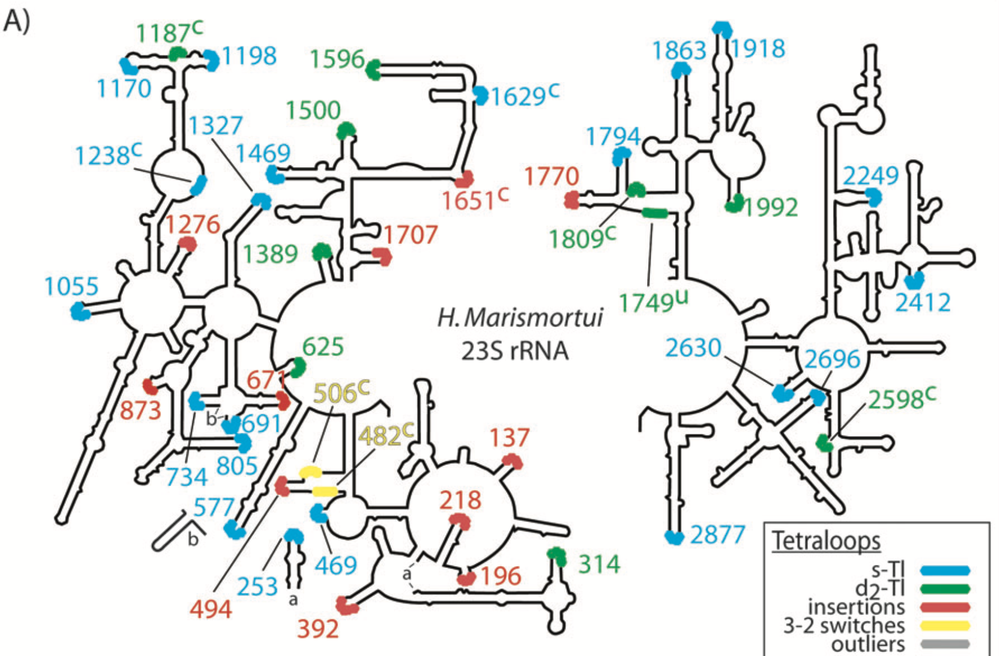 A)
1187c
1198
1170
1596
1629c
1500
1327
1469
1238c
1651c
1276
1707
1389
1055
625
671
506c
873
b
691
482c
734
805
577
b
494
253
a
469
392
137
218
a
196
314
H. Marismortui
23S rRNA
1863
1918
1794
1770
2249
1992
1809c
1749u
2412
2630
2696
2598c
2877
Tetraloops
s-Tl
d2-Tl
insertions
3-2 switches
outliers